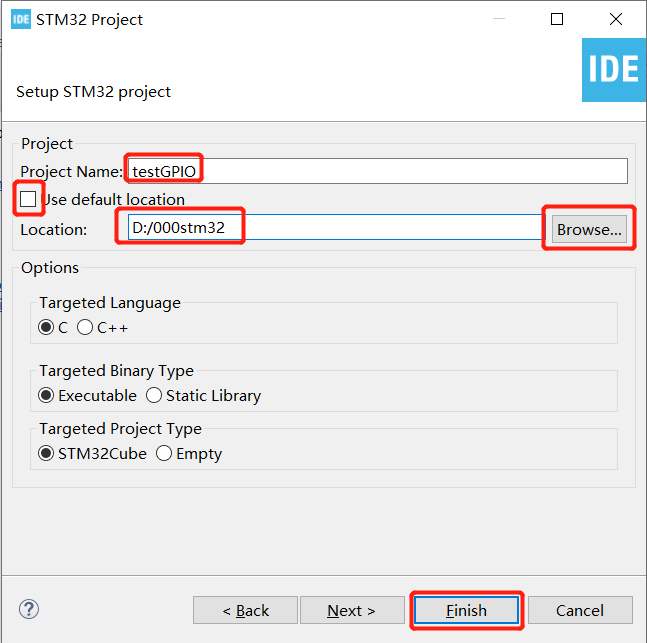 IDE STM32 Project
IDE
Setup STM32 project
Project
Project Name: testGPIO
Use default location
Location: D:/000stm32 Browse...
Options
Targeted Language
C C++
Targeted Binary Type
Executable Static Library
Targeted Project Type
STM32Cube Empty
? < Back Next > Finish Cancel